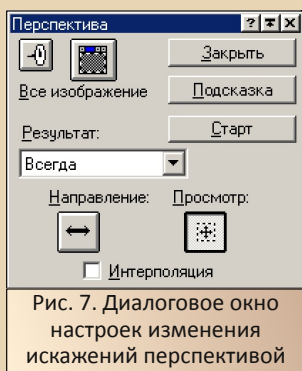 Перспектива
Закрыть
Все изображение
Подсказка
Результат:
Старт
Всегда
Направление:
Просмотр:
Интерполяция
Рис. 7. Диалоговое окно
настроек изменения
искажений перспективой